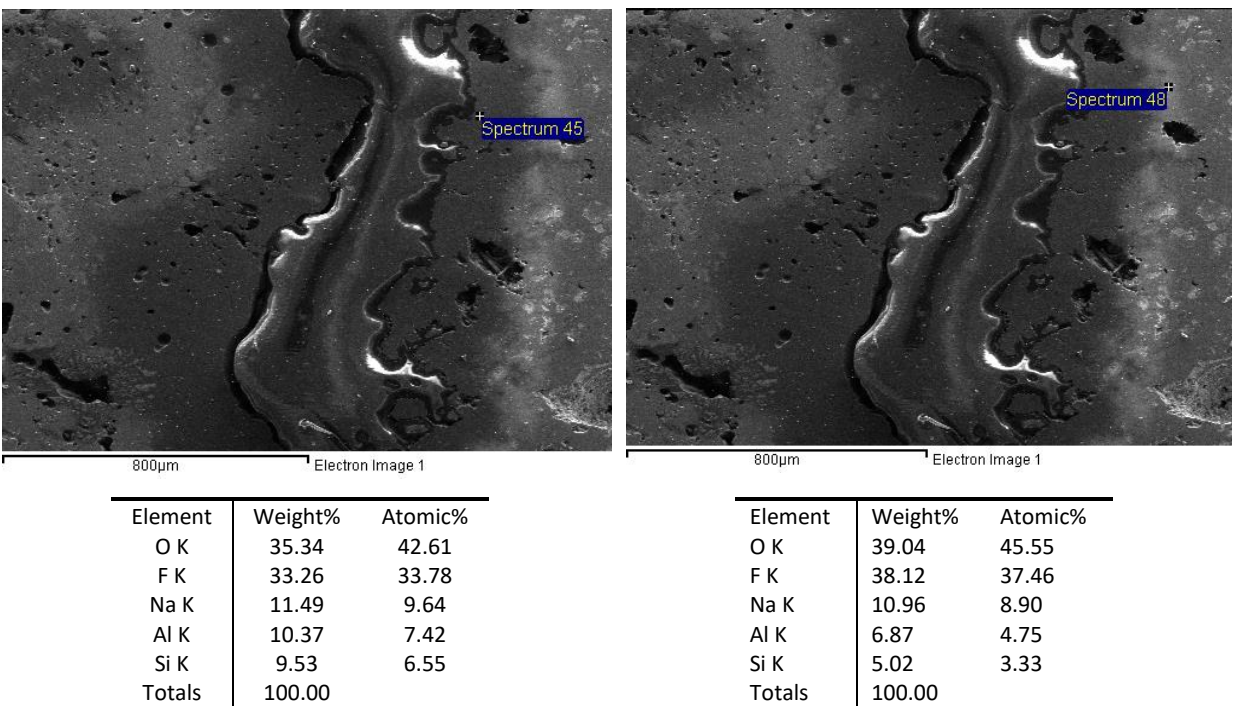 Spectrum 45
800µm Electron Image 1
Element Weight% Atomic%
O K 35.34 42.61
F K 33.26 33.78
Na K 11.49 9.64
Al K 10.37 7.42
Si K 9.53 6.55
Totals 100.00
Spectrum 48
800µm Electron Image 1
Element Weight% Atomic%
O K 39.04 45.55
F K 38.12 37.46
Na K 10.96 8.90
Al K 6.87 4.75
Si K 5.02 3.33
Totals 100.00